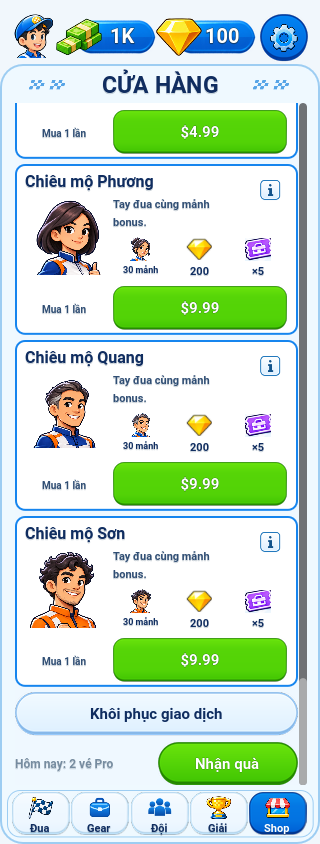 1K
100
CỬA HÀNG
Mua 1 lần
$4.99
Chiêu mộ Phương
Tay đua cùng mảnh
bonus.
30 mảnh
200
×5
Mua 1 lần
$9.99
Chiêu mộ Quang
Tay đua cùng mảnh
bonus.
30 mảnh
200
×5
Mua 1 lần
$9.99
Chiêu mộ Sơn
Tay đua cùng mảnh
bonus.
30 mảnh
200
×5
Mua 1 lần
$9.99
Khôi phục giao dịch
Hôm nay: 2 vé Pro
Nhận quà
Đua
Gear
Đội
Giải
Shop